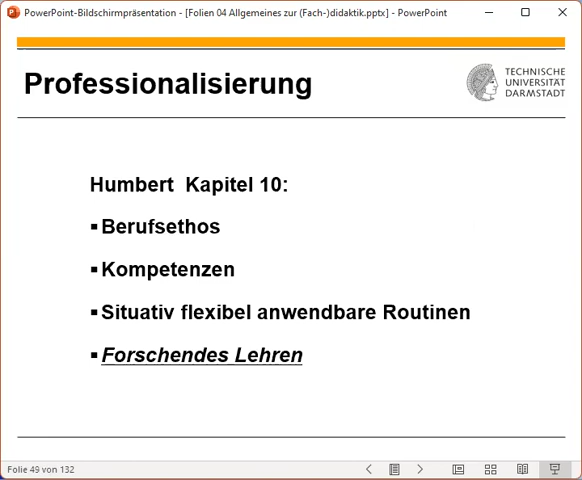 PowerPoint-Bildschirmpräsentation - [Folien 04 Allgemeines zur (Fach-)didaktik.pptx] - PowerPoint
Professionalisierung
TECHNISCHE
UNIVERSITÄT
DARMSTADT
Humbert Kapitel 10:
▪Berufsethos
▪Kompetenzen
▪Situativ flexibel anwendbare Routinen
▪Forschendes Lehren
Folie 49 von 132